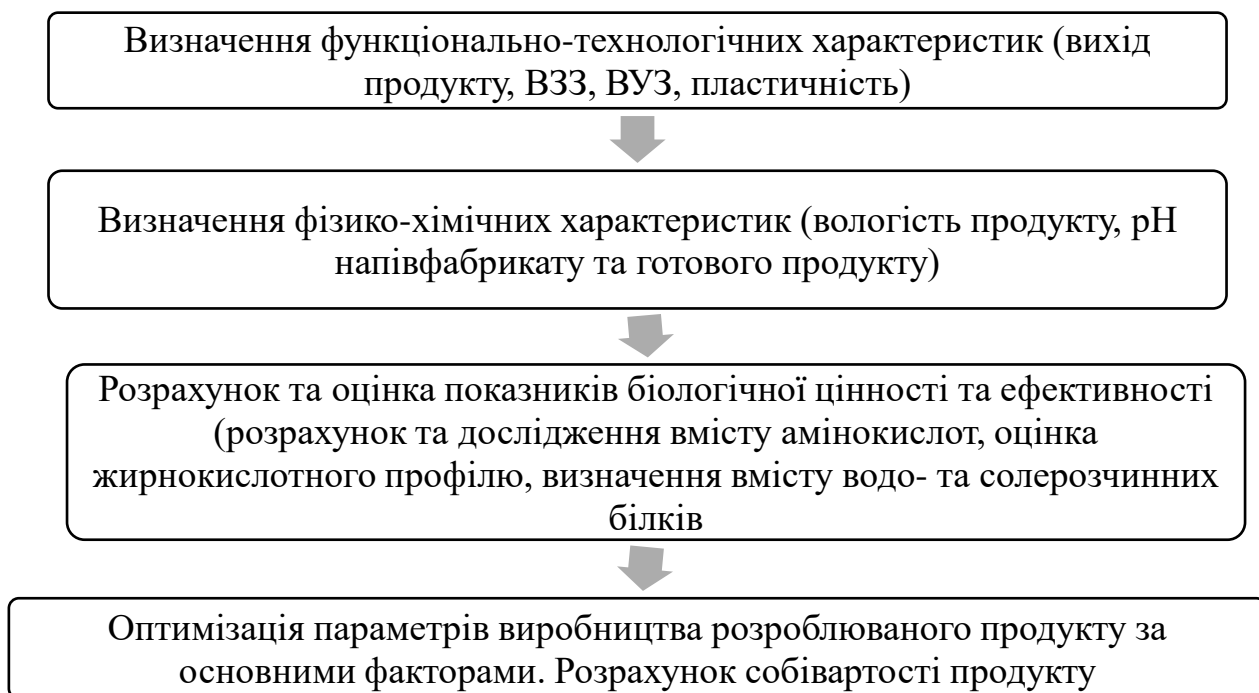 Визначення функціонально-технологічних характеристик (вихід
продукту, ВЗЗ, ВУЗ, пластичність)
Визначення фізико-хімічних характеристик (вологість продукту, рН
напівфабрикату та готового продукту)
Розрахунок та оцінка показників біологічної цінності та ефективності
(розрахунок та дослідження вмісту амінокислот, оцінка
жирнокислотного профілю, визначення вмісту водо- та солерозчинних
білків
Оптимізація параметрів виробництва розроблюваного продукту за
основними факторами. Розрахунок собівартості продукту